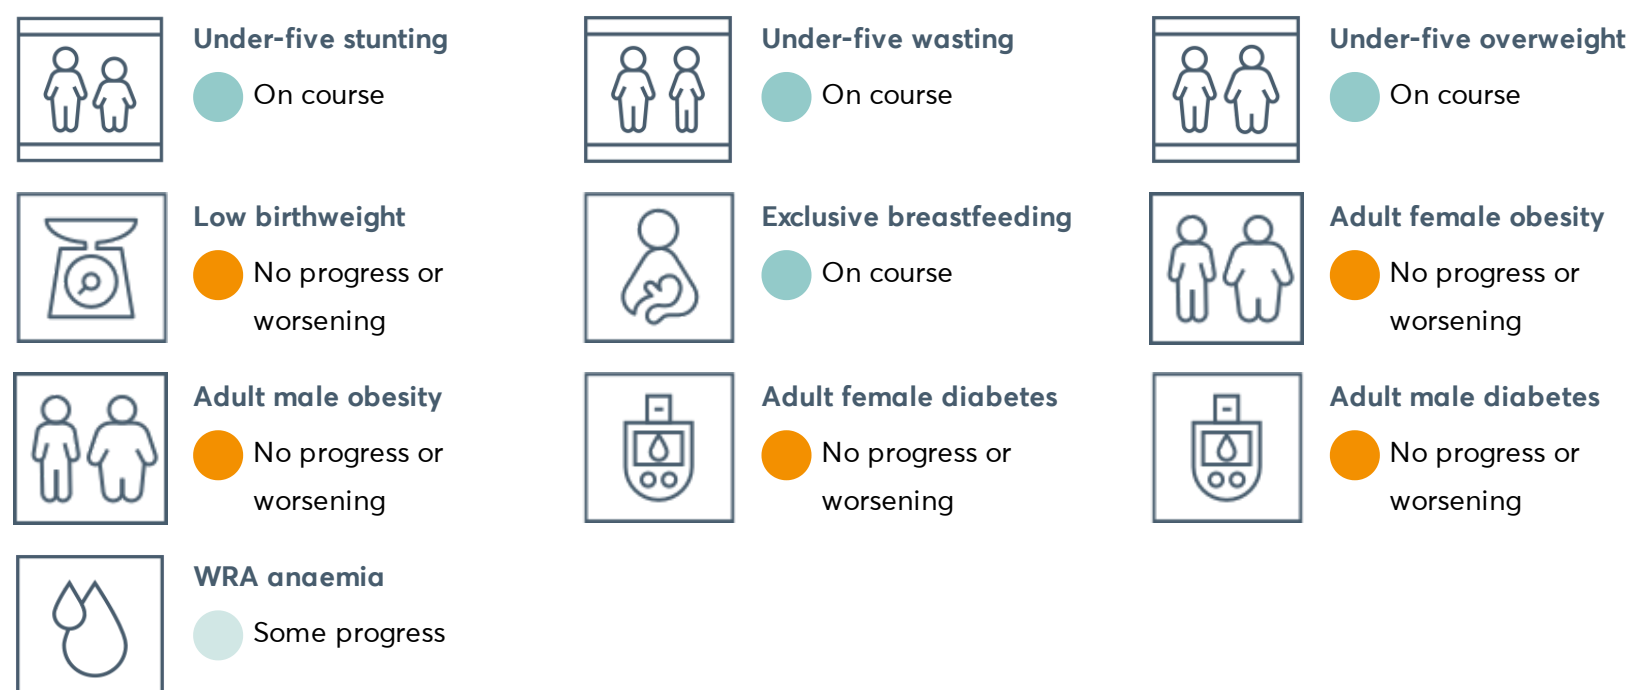 Under-five stunting
On course
Under-five wasting
On course
Under-five overweight
On course
Low birthweight
No progress or
worsening
Exclusive breastfeeding
On course
Adult female obesity
No progress or
worsening
Adult male obesity
No progress or
worsening
Adult female diabetes
No progress or
worsening
Adult male diabetes
No progress or
worsening
WRA anaemia
Some progress